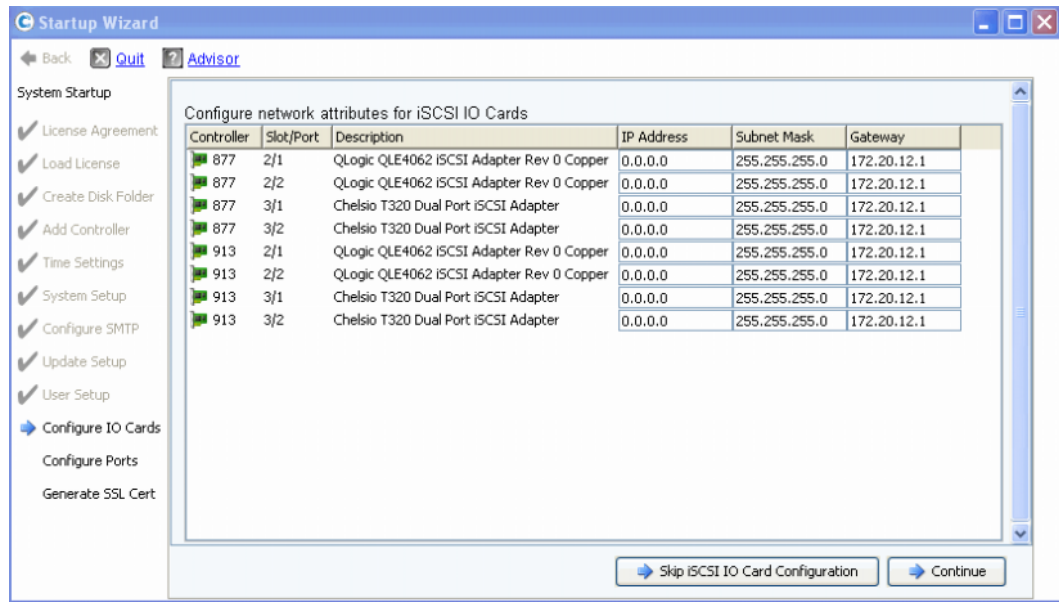 Startup Wizard
Back Quit Advisor
System Startup
License Agreement
Load License
Create Disk Folder
Add Controller
Time Settings
System Setup
Configure SMTP
Update Setup
User Setup
Configure IO Cards
Configure Ports
Generate SSL Cert
Configure network attributes for iSCSI IO Cards
Controller Slot/Port Description IP Address Subnet Mask Gateway
877 2/1 QLogic QLE4062 iSCSI Adapter Rev 0 Copper 0.0.0.0 255.255.255.0 172.20.12.1
877 2/2 QLogic QLE4062 iSCSI Adapter Rev 0 Copper 0.0.0.0 255.255.255.0 172.20.12.1
877 3/1 Chelsio T320 Dual Port iSCSI Adapter 0.0.0.0 255.255.255.0 172.20.12.1
877 3/2 Chelsio T320 Dual Port iSCSI Adapter 0.0.0.0 255.255.255.0 172.20.12.1
913 2/1 QLogic QLE4062 iSCSI Adapter Rev 0 Copper 0.0.0.0 255.255.255.0 172.20.12.1
913 2/2 QLogic QLE4062 iSCSI Adapter Rev 0 Copper 0.0.0.0 255.255.255.0 172.20.12.1
913 3/1 Chelsio T320 Dual Port iSCSI Adapter 0.0.0.0 255.255.255.0 172.20.12.1
913 3/2 Chelsio T320 Dual Port iSCSI Adapter 0.0.0.0 255.255.255.0 172.20.12.1
Skip iSCSI IO Card Configuration Continue